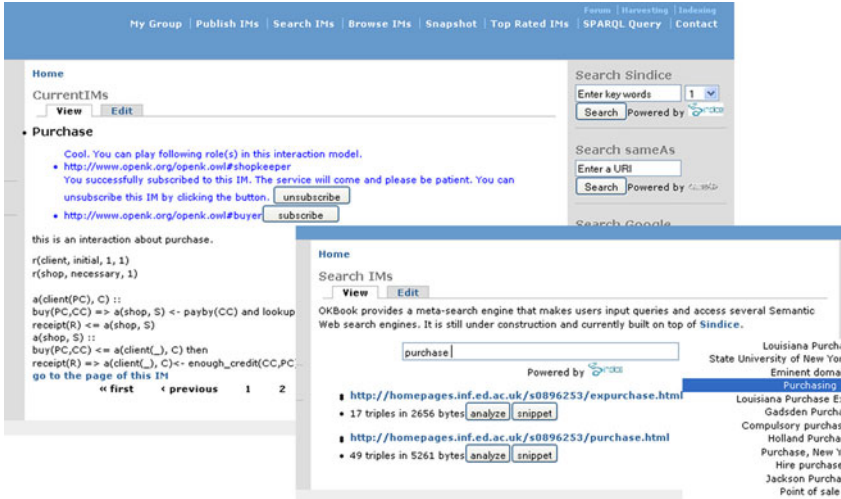 Forum | Harvesting | Indexing
My Group | Publish IMs | Search IMs | Browse IMs | Snapshot | Top Rated IMs | SPARQL Query | Contact
Home
CurrentIMs
View Edit
• Purchase
Cool. You can play following role(s) in this interaction model.
• http://www.openk.org/openk.owl#shopkeeper
You successfully subscribed to this IM. The service will come and please be patient. You can
unsubscribe this IM by clicking the button. unsubscribe
• http://www.openk.org/openk.owl#buyer subscribe
this is an interaction about purchase.
r(client, initial, 1, 1)
r(shop, necessary, 1)
a(client(PC), C) ::
buy(PC,CC) => a(shop, S) <- payby(CC) and lookup
receipt(R) <= a(shop, S)
a(shop, S) ::
buy(PC,CC) <= a(client(_), C) then
receipt(R) => a(client(_), C)<- enough_credit(CC,PC)
go to the page of this IM
« first ‹ previous 1 2
Search Sindice
Enter key words 1
Search Powered by Sindice
Search sameAs
Enter a URI
Search Powered by
Search Google
Home
Search IMs
View Edit
OKBook provides a meta-search engine that makes users input queries and access several Semantic
Web search engines. It is still under construction and currently built on top of Sindice.
purchase
Powered by Sindice
http://homepages.inf.ed.ac.uk/s0896253/expurchase.html
• 17 triples in 2656 bytes analyze snippet
http://homepages.inf.ed.ac.uk/s0896253/purchase.html
• 49 triples in 5261 bytes analyze snippet
Louisiana Purcha
State University of New Yor
Eminent doma
Purchasing
Louisiana Purchase E
Gadsden Purcha
Compulsory purchas
Holland Purcha
Purchase, New Y
Hire purchase
Jackson Purcha
Point of sale